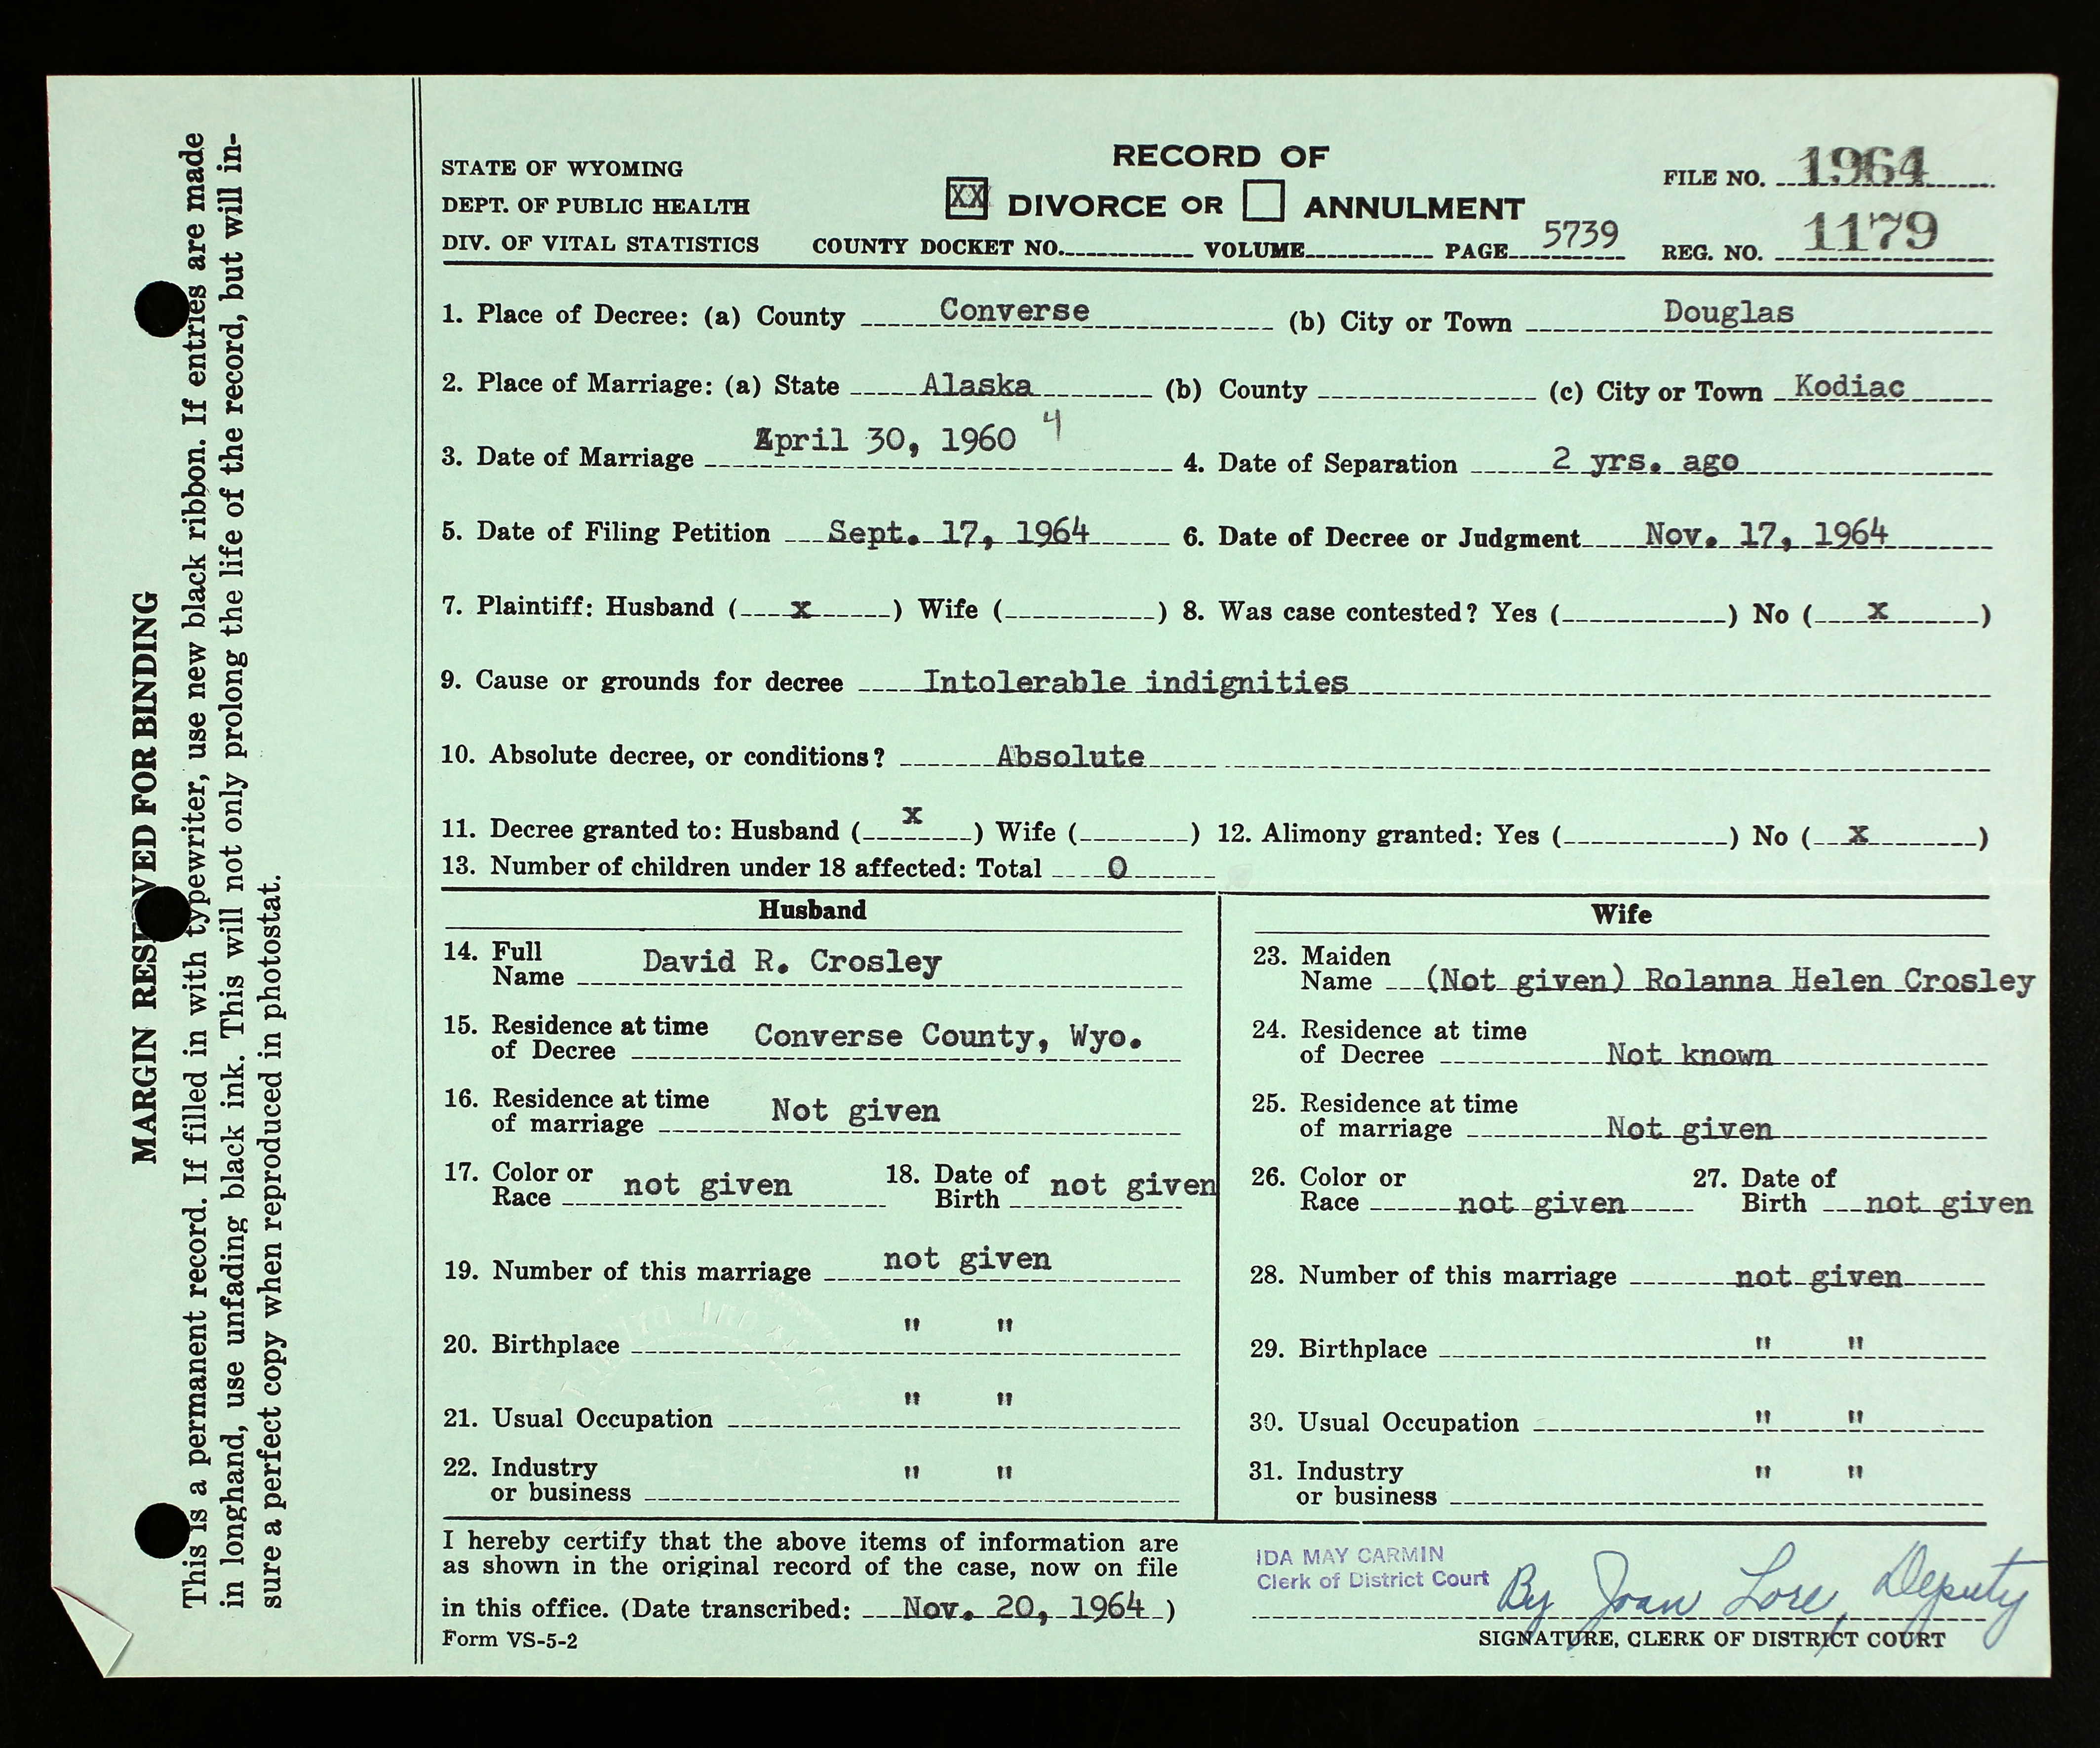 MARGIN RESERVED FOR BINDING
This is a permanent record. If filled in with typewriter, use new black ribbon. If entries are made
in longhand, use unfading black ink. This will not only prolong the life of the record, but will in-
sure a perfect copy when reproduced in photostat.
STATE OF WYOMING
DEPT. OF PUBLIC HEALTH
DIV. OF VITAL STATISTICS
RECORD OF
XX DIVORCE OR ANNULMENT
COUNTY DOCKET NO. VOLUME PAGE 5739
FILE NO. 1964
REG. NO. 1179
1. Place of Decree: (a) County Converse (b) City or Town Douglas
2. Place of Marriage: (a) State Alaska (b) County (c) City or Town Kodiac
3. Date of Marriage April 30, 1960 4 4. Date of Separation 2 yrs. ago
5. Date of Filing Petition Sept. 17, 1964 6. Date of Decree or Judgment Nov. 17, 1964
7. Plaintiff: Husband ( x ) Wife ( ) 8. Was case contested? Yes ( ) No ( x )
9. Cause or grounds for decree Intolerable indignities
10. Absolute decree, or conditions? Absolute
11. Decree granted to: Husband ( x ) Wife ( ) 12. Alimony granted: Yes ( ) No ( x )
13. Number of children under 18 affected: Total 0
Husband
14. Full
Name David R. Crosley
15. Residence at time
of Decree Converse County, Wyo.
16. Residence at time
of marriage Not given
17. Color or
Race not given
18. Date of
Birth not given
19. Number of this marriage not given
20. Birthplace " "
21. Usual Occupation " "
22. Industry
or business " "
Wife
23. Maiden
Name (Not given) Rolanna Helen Crosley
24. Residence at time
of Decree Not known
25. Residence at time
of marriage Not given
26. Color or
Race not given
27. Date of
Birth not given
28. Number of this marriage not given
29. Birthplace " "
30. Usual Occupation " "
31. Industry
or business " "
I hereby certify that the above items of information are
as shown in the original record of the case, now on file
in this office. (Date transcribed: Nov. 20, 1964 )
Form VS-5-2
IDA MAY CARMIN
Clerk of District Court
By Joan Lore, Deputy
SIGNATURE, CLERK OF DISTRICT COURT